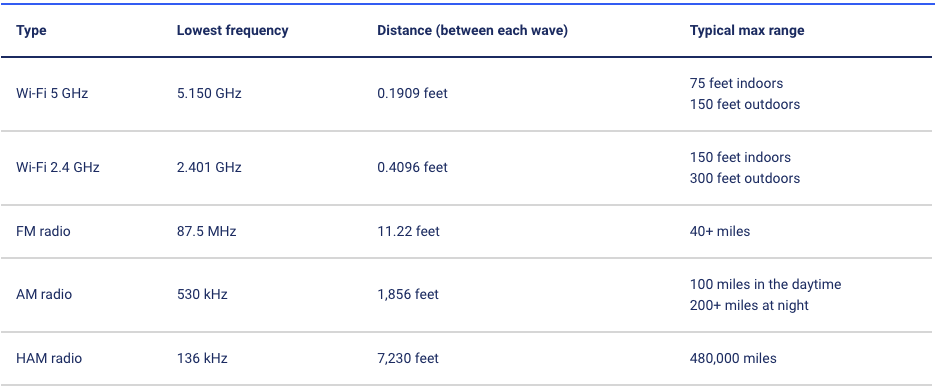 Type Lowest frequency Distance (between each wave) Typical max range
Wi-Fi 5 GHz 5.150 GHz 0.1909 feet 75 feet indoors
150 feet outdoors
Wi-Fi 2.4 GHz 2.401 GHz 0.4096 feet 150 feet indoors
300 feet outdoors
FM radio 87.5 MHz 11.22 feet 40+ miles
AM radio 530 kHz 1,856 feet 100 miles in the daytime
200+ miles at night
HAM radio 136 kHz 7,230 feet 480,000 miles